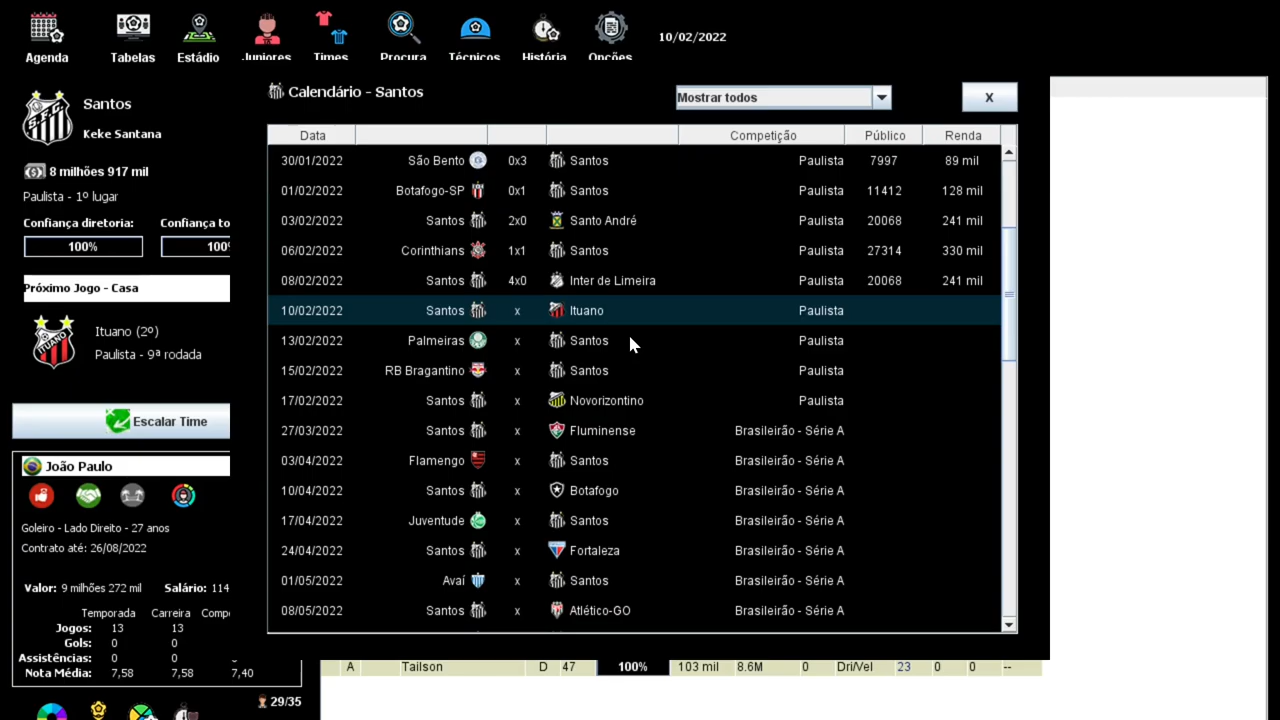 Agenda Tabelas Estádio Juniores Times Procura Técnicos História Opções 10/02/2022
Calendário - Santos Mostrar todos X
Santos
Keke Santana
8 milhões 917 mil
Paulista - 1º lugar
Confiança diretoria: Confiança to
100% 100%
Próximo Jogo - Casa
Ituano (2º)
Paulista - 9ª rodada
Escalar Time
João Paulo
Goleiro - Lado Direito - 27 anos
Contrato até: 26/08/2022
Valor: 9 milhões 272 mil Salário: 114
Temporada Carreira Comp
Jogos: 13 13
Gols: 0 0
Assistências: 0 0
Nota Média: 7,58 7,58 7,40
29/35
Data Competição Público Renda
30/01/2022 São Bento 0x3 Santos Paulista 7997 89 mil
01/02/2022 Botafogo-SP 0x1 Santos Paulista 11412 128 mil
03/02/2022 Santos 2x0 Santo André Paulista 20068 241 mil
06/02/2022 Corinthians 1x1 Santos Paulista 27314 330 mil
08/02/2022 Santos 4x0 Inter de Limeira Paulista 20068 241 mil
10/02/2022 Santos x Ituano Paulista
13/02/2022 Palmeiras x Santos Paulista
15/02/2022 RB Bragantino x Santos Paulista
17/02/2022 Santos x Novorizontino Paulista
27/03/2022 Santos x Fluminense Brasileirão - Série A
03/04/2022 Flamengo x Santos Brasileirão - Série A
10/04/2022 Santos x Botafogo Brasileirão - Série A
17/04/2022 Juventude x Santos Brasileirão - Série A
24/04/2022 Santos x Fortaleza Brasileirão - Série A
01/05/2022 Avaí x Santos Brasileirão - Série A
08/05/2022 Santos x Atlético-GO Brasileirão - Série A
A Tailson D 47 100% 103 mil 8.6M 0 Dri/Vel 23 0 0 --